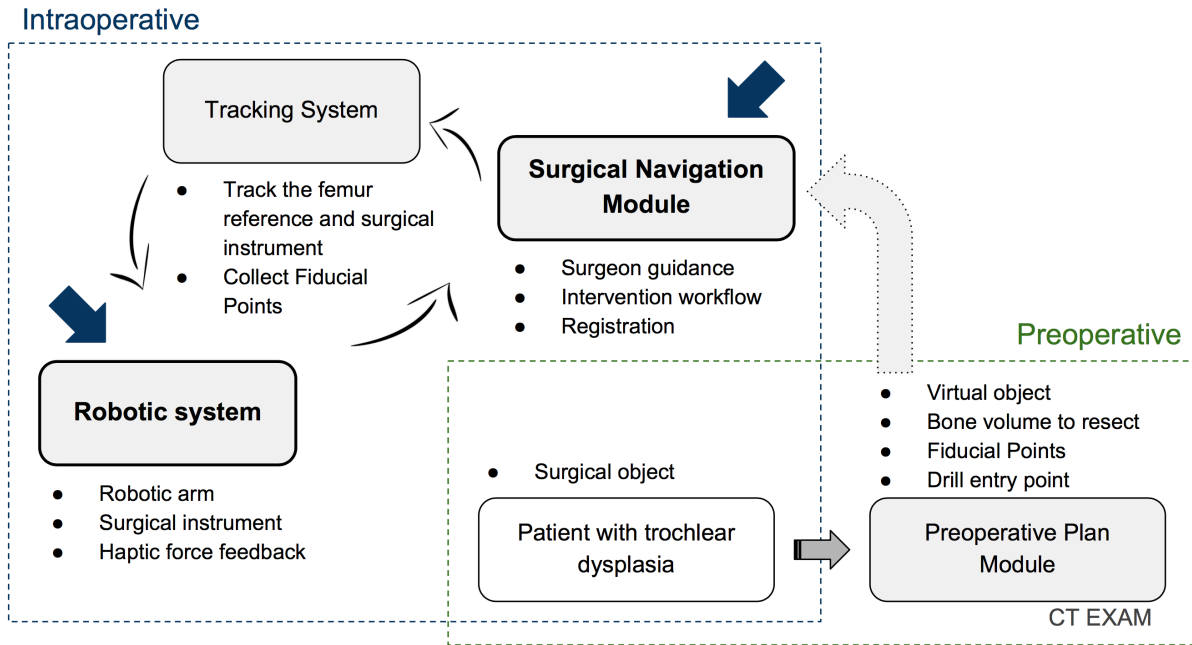 Intraoperative
Tracking System
● Track the femur
reference and surgical
instrument
● Collect Fiducial
Points
Surgical Navigation
Module
● Surgeon guidance
● Intervention workflow
● Registration
Robotic system
● Robotic arm
● Surgical instrument
● Haptic force feedback
Preoperative
● Virtual object
● Bone volume to resect
● Fiducial Points
● Drill entry point
● Surgical object
Patient with trochlear
dysplasia
Preoperative Plan
Module
CT EXAM